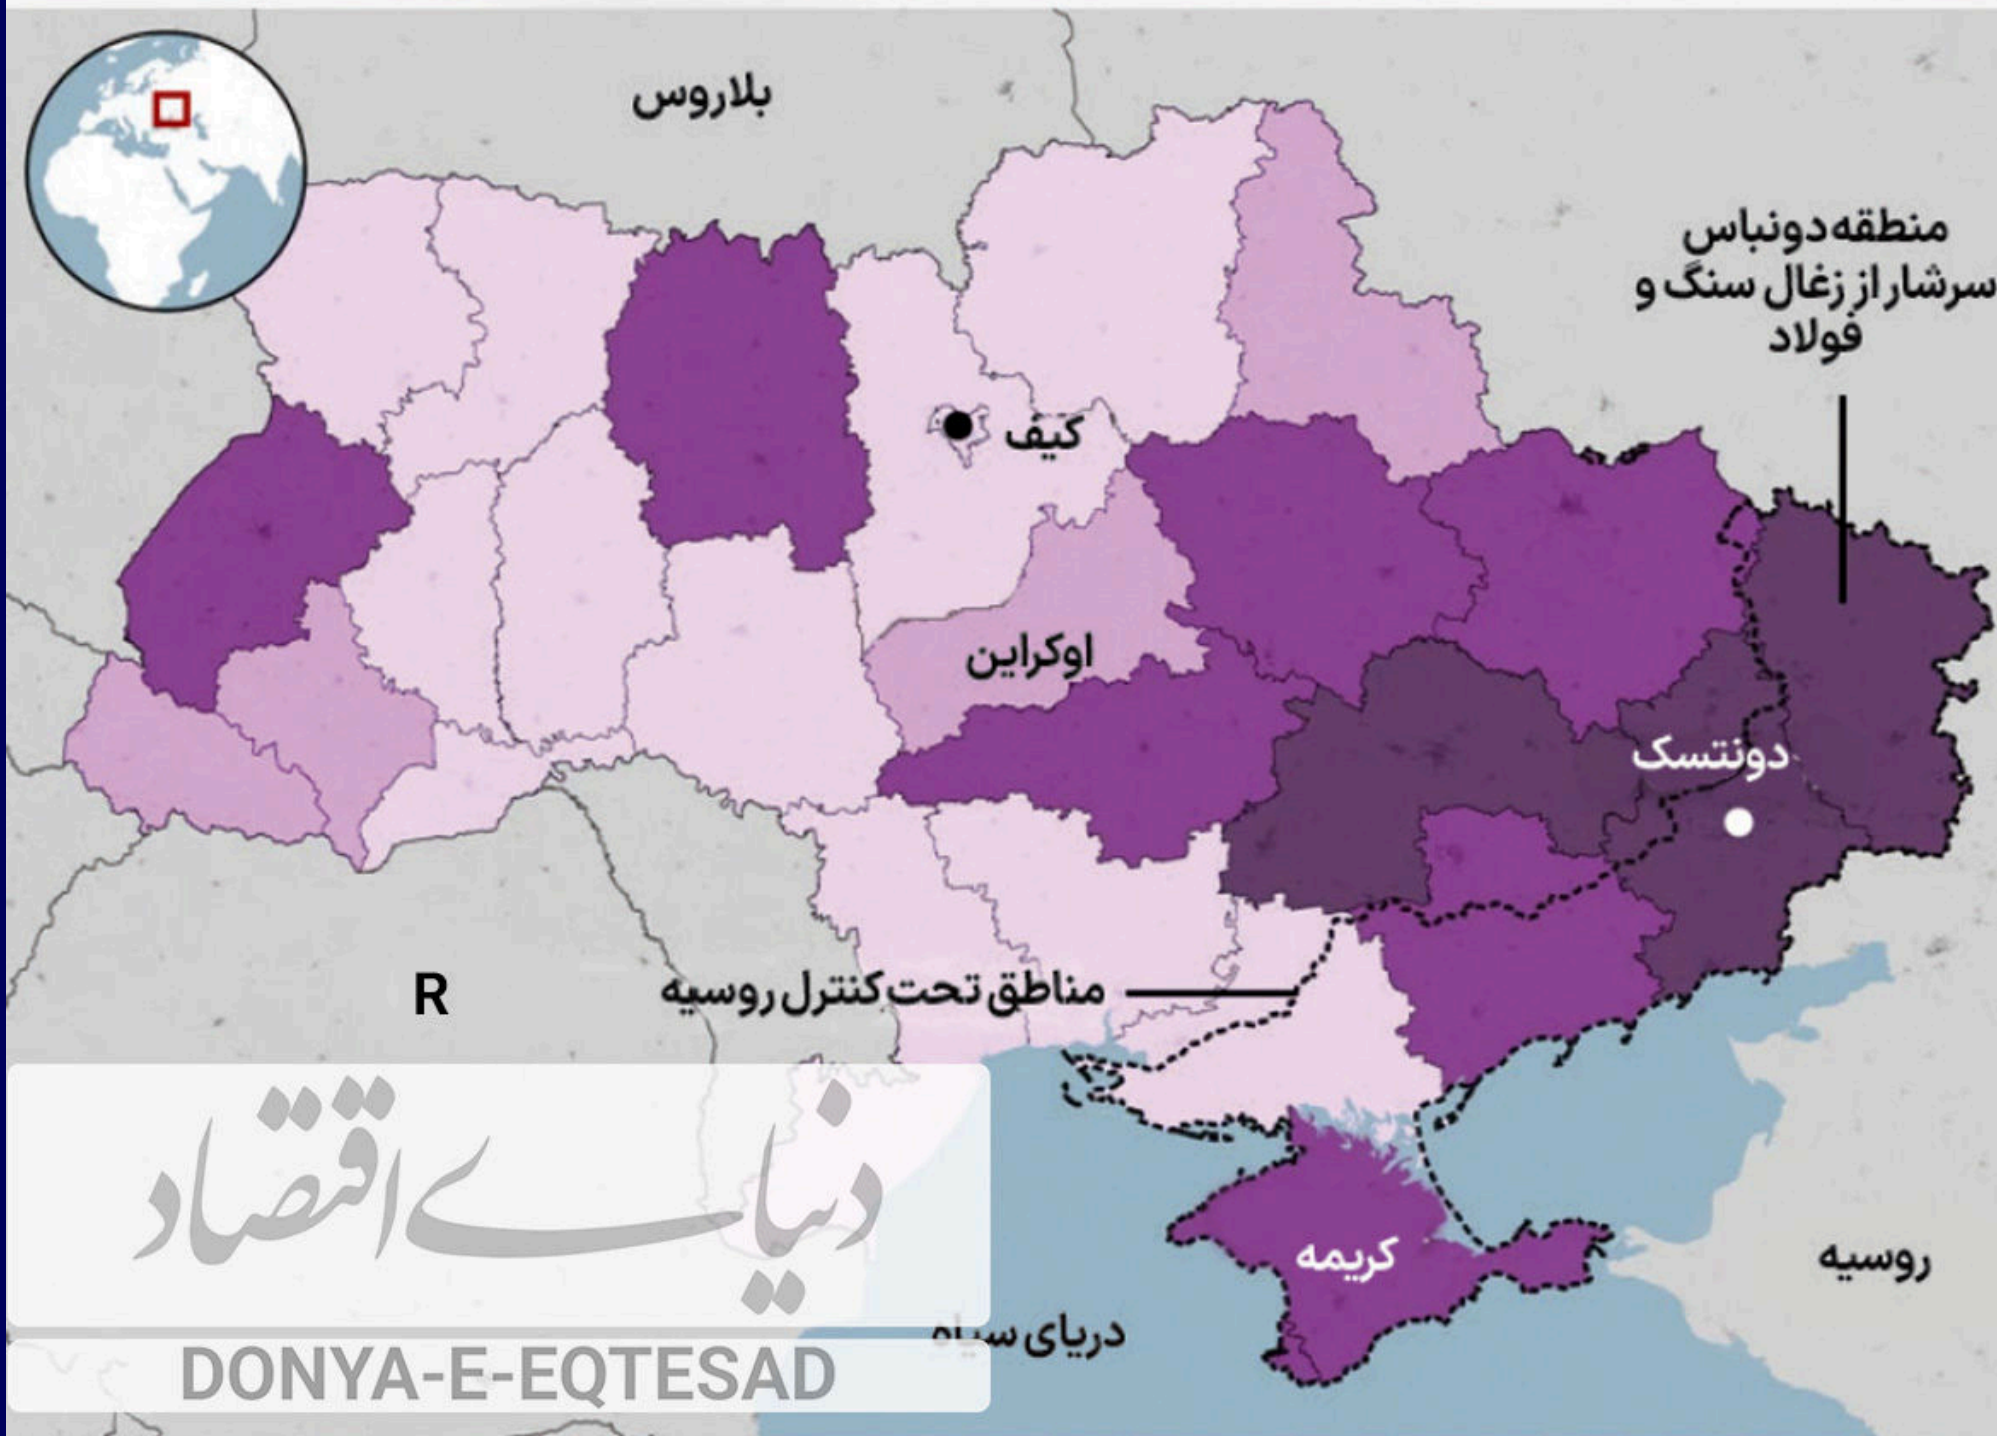 بلاروس
منطقه دونباس
سرشار از زغال سنگ و
فولاد
کیف
اوکراین
دونتسک
مناطق تحت کنترل روسیه
R
دنیای اقتصاد
کریمه
روسیه
دریای سیاه
DONYA-E-EQTESAD